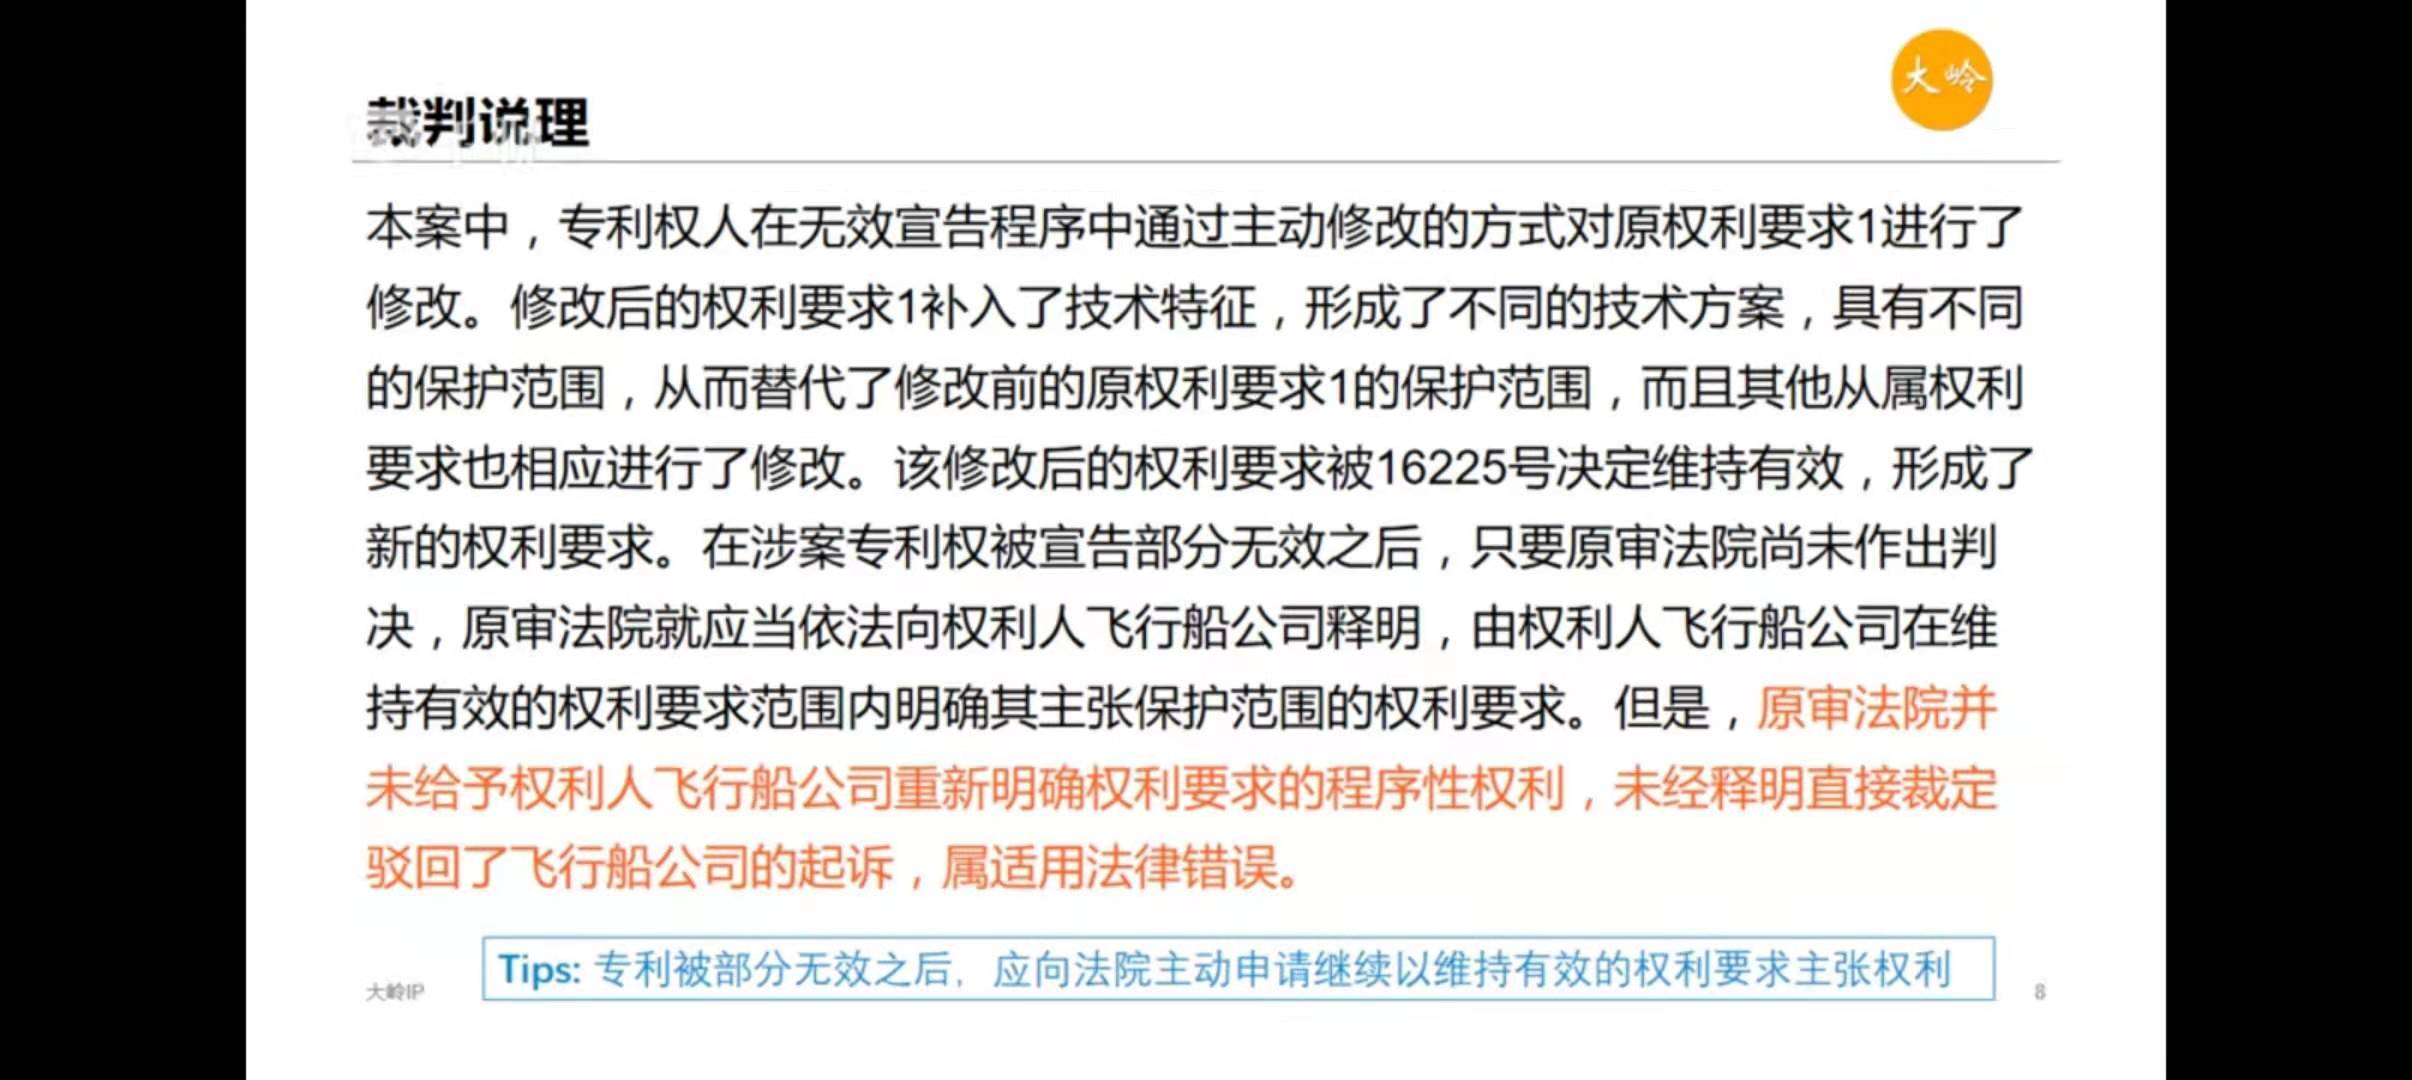 大岭
裁判说理
本案中，专利权人在无效宣告程序中通过主动修改的方式对原权利要求1进行了
修改。修改后的权利要求1补入了技术特征，形成了不同的技术方案，具有不同
的保护范围，从而替代了修改前的原权利要求1的保护范围，而且其他从属权利
要求也相应进行了修改。该修改后的权利要求被16225号决定维持有效，形成了
新的权利要求。在涉案专利权被宣告部分无效之后，只要原审法院尚未作出判
决，原审法院就应当依法向权利人飞行船公司释明，由权利人飞行船公司在维
持有效的权利要求范围内明确其主张保护范围的权利要求。但是，原审法院并
未给予权利人飞行船公司重新明确权利要求的程序性权利，未经释明直接裁定
驳回了飞行船公司的起诉，属适用法律错误。
Tips: 专利被部分无效之后，应向法院主动申请继续以维持有效的权利要求主张权利
大岭IP
8